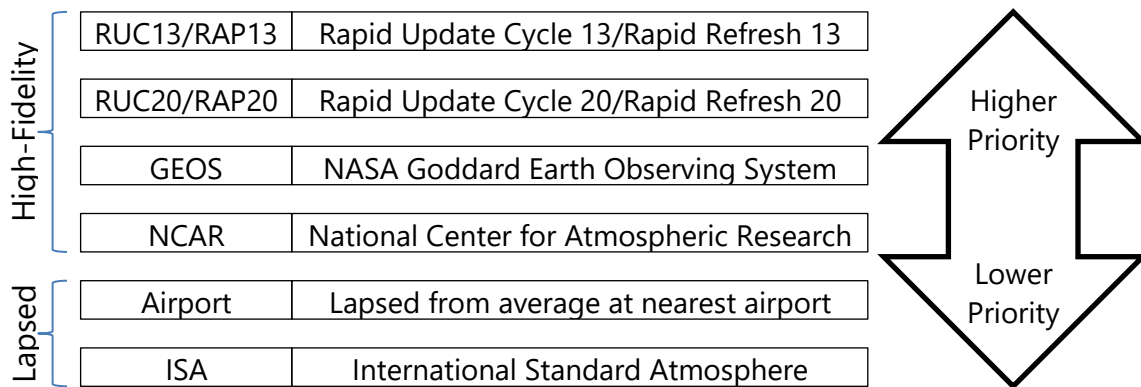 High-Fidelity
RUC13/RAP13 Rapid Update Cycle 13/Rapid Refresh 13
RUC20/RAP20 Rapid Update Cycle 20/Rapid Refresh 20
GEOS NASA Goddard Earth Observing System
NCAR National Center for Atmospheric Research
Lapsed
Airport Lapsed from average at nearest airport
ISA International Standard Atmosphere
Higher
Priority
Lower
Priority